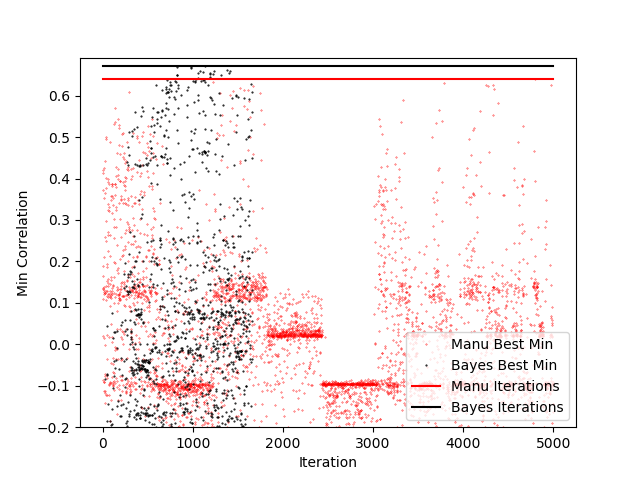 0.6
0.5
0.4
0.3
0.2
0.1
0.0
−0.1
−0.2
Min Correlation
0
1000
2000
3000
4000
5000
Iteration
Manu Best Min
Bayes Best Min
Manu Iterations
Bayes Iterations